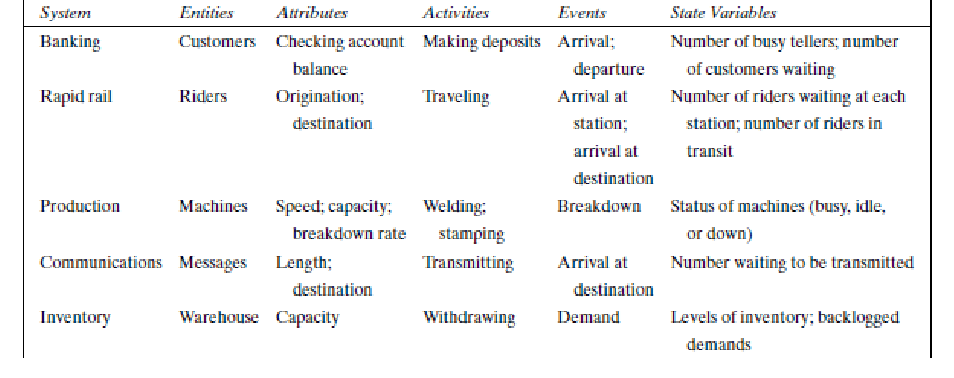 System Entities Attributes Activities Events State Variables
Banking Customers Checking account Making deposits Arrival; Number of busy tellers; number
balance departure of customers waiting
Rapid rail Riders Origination; Traveling Arrival at Number of riders waiting at each
destination station; station; number of riders in
arrival at transit
destination
Production Machines Speed; capacity; Welding; Breakdown Status of machines (busy, idle,
breakdown rate stamping or down)
Communications Messages Length; Transmitting Arrival at Number waiting to be transmitted
destination destination
Inventory Warehouse Capacity Withdrawing Demand Levels of inventory; backlogged
demands